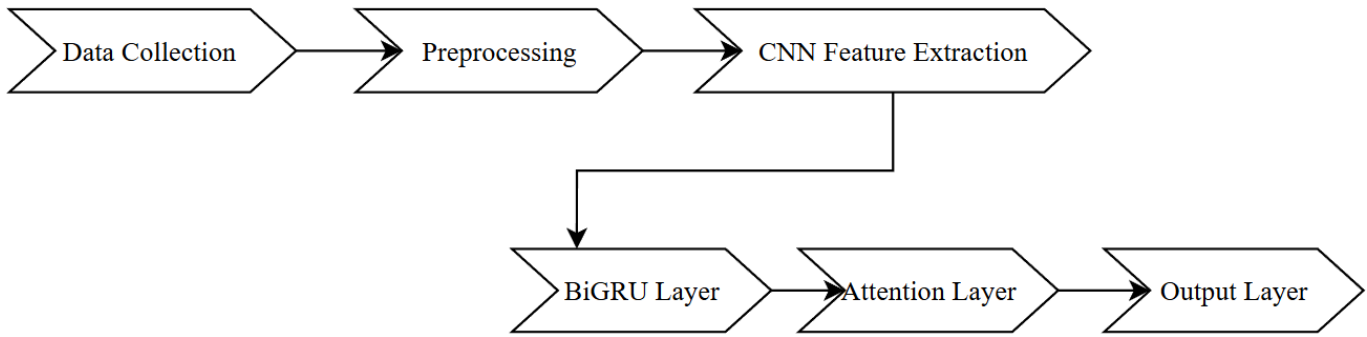 Data Collection
Preprocessing
CNN Feature Extraction
BiGRU Layer
Attention Layer
Output Layer